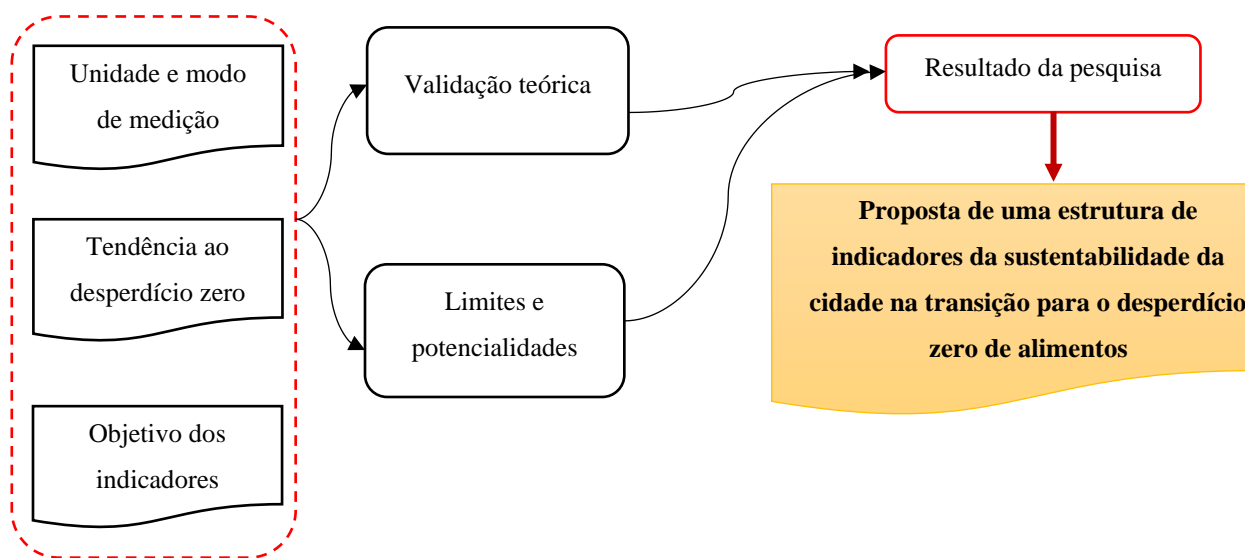 Unidade e modo
de medição
Tendência ao
desperdício zero
Objetivo dos
indicadores
Validação teórica
Limites e
potencialidades
Resultado da pesquisa
Proposta de uma estrutura de
indicadores da sustentabilidade da
cidade na transição para o desperdício
zero de alimentos